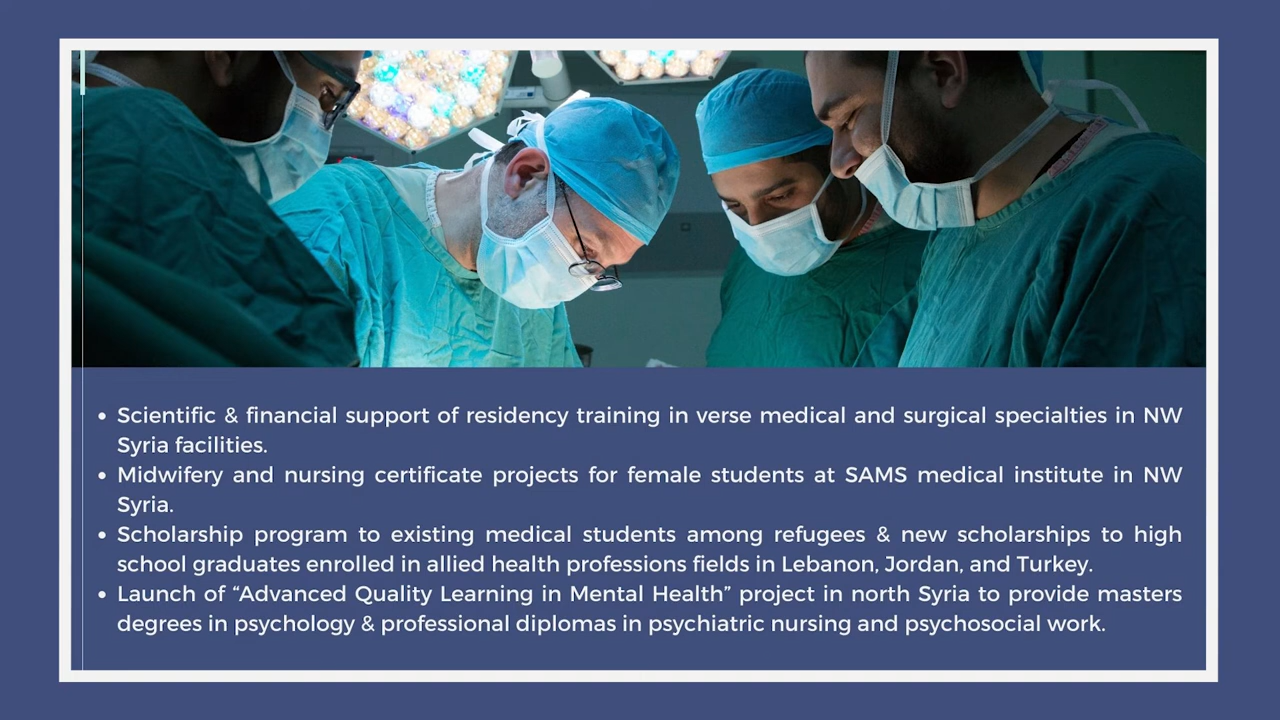 • Scientific & financial support of residency training in verse medical and surgical specialties in NW
Syria facilities.
• Midwifery and nursing certificate projects for female students at SAMS medical institute in NW
Syria.
• Scholarship program to existing medical students among refugees & new scholarships to high
school graduates enrolled in allied health professions fields in Lebanon, Jordan, and Turkey.
• Launch of “Advanced Quality Learning in Mental Health” project in north Syria to provide masters
degrees in psychology & professional diplomas in psychiatric nursing and psychosocial work.